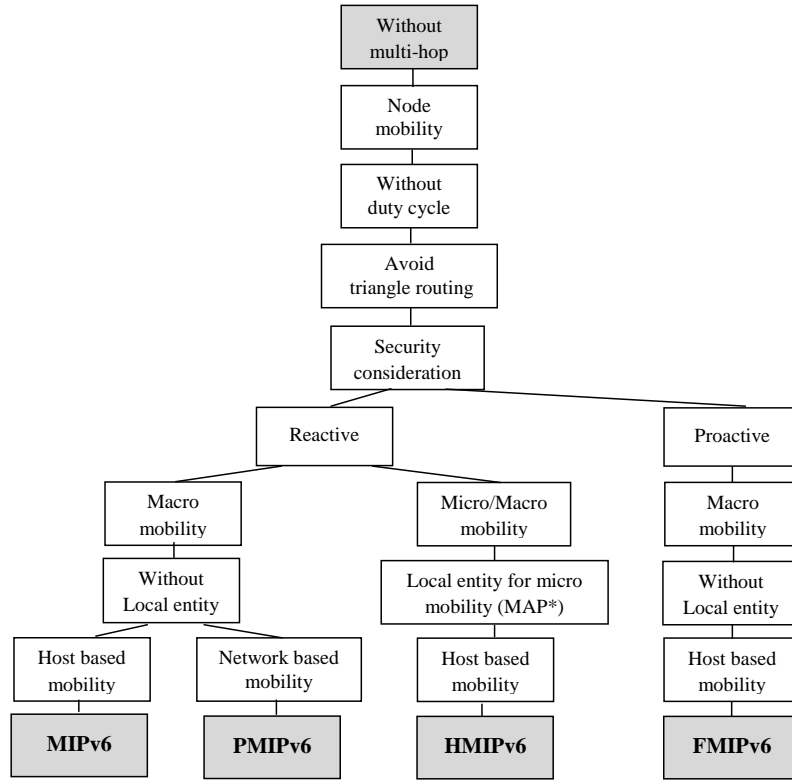 Without
multi-hop
Node
mobility
Without
duty cycle
Avoid
triangle routing
Security
consideration
Reactive
Proactive
Macro
mobility
Micro/Macro
mobility
Macro
mobility
Without
Local entity
Local entity for micro
mobility (MAP*)
Without
Local entity
Host based
mobility
Network based
mobility
Host based
mobility
Host based
mobility
MIPv6
PMIPv6
HMIPv6
FMIPv6